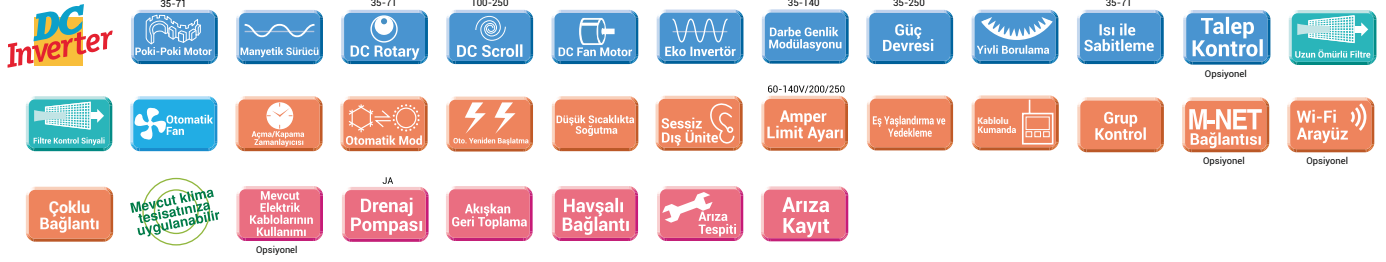 DC
Inverter
35-71
Poki-Poki Motor
Manyetik Sürücü
35-71
DC Rotary
100-250
DC Scroll
DC Fan Motor
Eko Invertör
35-140
Darbe Genlik
Modülasyonu
35-250
Güç
Devresi
Yivli Borulama
35-71
Isı ile
Sabitleme
Talep
Kontrol
Opsiyonel
Uzun Ömürlü Filtre
Filtre Kontrol Sinyali
Otomatik
Fan
Açma/Kapama
Zamanlayıcısı
Otomatik Mod
Oto. Yeniden Başlatma
Düşük Sıcaklıkta
Soğutma
Sessiz
Dış Ünite
60-140V/200/250
Amper
Limit Ayarı
Eş Yaşlandırma ve
Yedekleme
Kablolu
Kumanda
Grup
Kontrol
M-NET
Bağlantısı
Opsiyonel
Wi-Fi
Arayüz
Opsiyonel
Çoklu
Bağlantı
Mevcut klima
tesisatınıza
uygulanabilir
Mevcut
Elektrik
Kablolarının
Kullanımı
Opsiyonel
JA
Drenaj
Pompası
Akışkan
Geri Toplama
Havşalı
Bağlantı
Arıza
Tespiti
Arıza
Kayıt